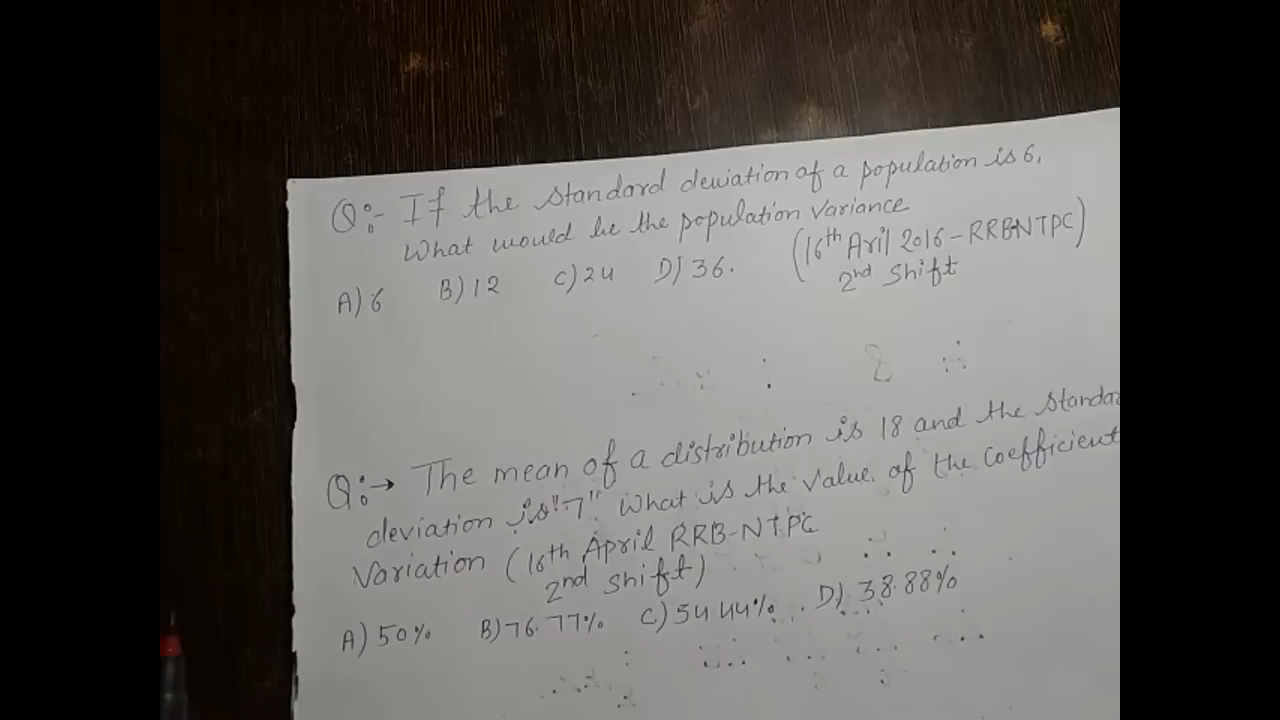 Q:- If the standard deviation of a population is 6,
What would be the population variance
(16th Aril 2016-RRB-NTPC)
2nd Shift
A) 6 B) 12 C) 24 D) 36.
Q:→ The mean of a distribution is 18 and the standa
deviation is "7" What is the value of the coefficient
Variation (16th April RRB-NTPC
2nd Shift)
A) 50% B) 76.77% C) 54.44% D) 38.88%